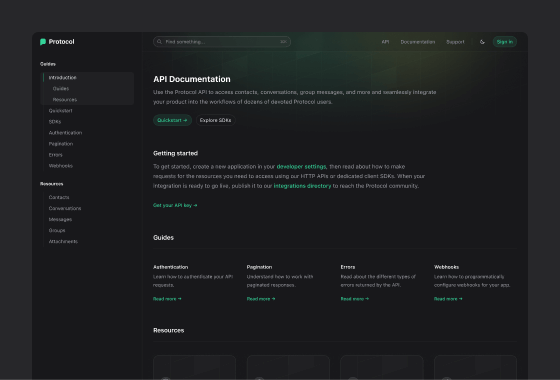 Protocol
Find something...
API
Documentation
Support
Sign in
Guides
Introduction
Guides
Resources
Quickstart
SDKs
Authentication
Pagination
Errors
Webhooks
Resources
Contacts
Conversations
Messages
Groups
Attachments
API Documentation
Use the Protocol API to access contacts, conversations, group messages, and more and seamlessly integrate
your product into the workflows of dozens of devoted Protocol users.
Quickstart →
Explore SDKs
Getting started
To get started, create a new application in your developer settings, then read about how to make
requests for the resources you need to access using our HTTP APIs or dedicated client SDKs. When your
integration is ready to go live, publish it to our integrations directory to reach the Protocol community.
Get your API key →
Guides
Authentication
Learn how to authenticate your API
requests.
Read more →
Pagination
Understand how to work with
paginated responses.
Read more →
Errors
Read about the different types of
errors returned by the API.
Read more →
Webhooks
Learn how to programmatically
configure webhooks for your app.
Read more →
Resources